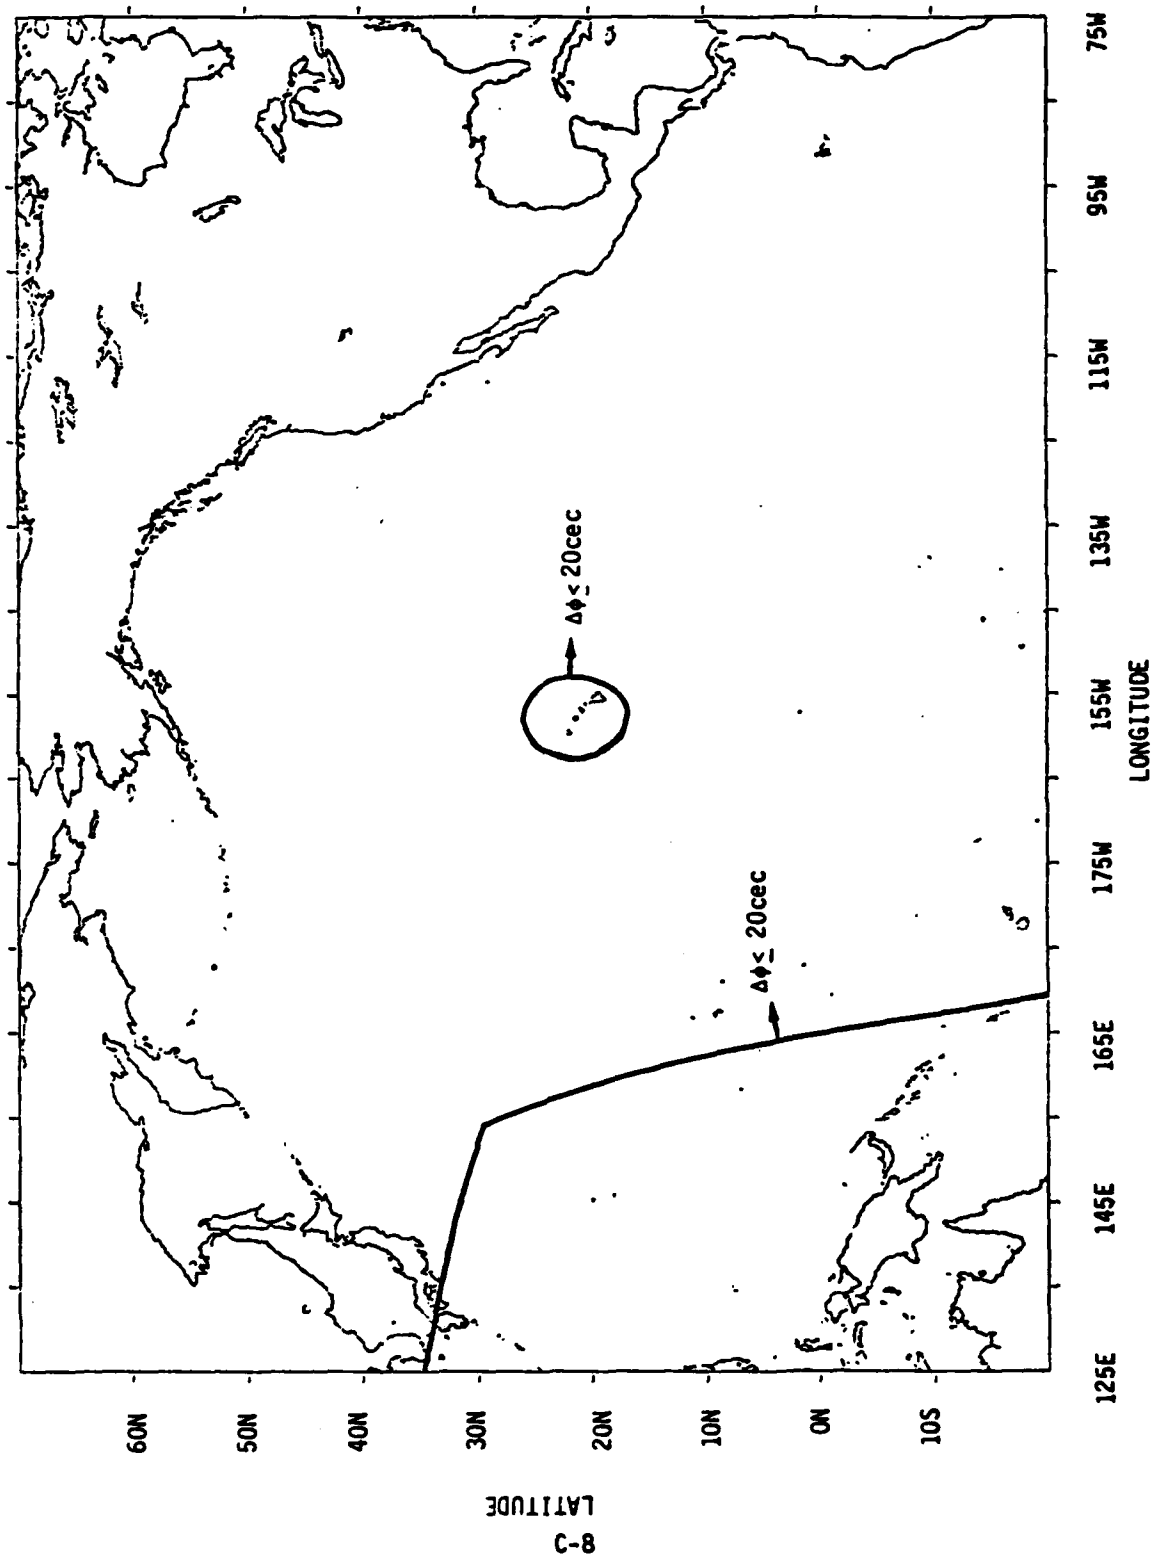 Δφ≤ 20cec
Δφ≤ 20cec
60N
50N
40N
30N
20N
10N
0N
10S
LATITUDE
125E
145E
165E
175W
155W
135W
115W
95W
75W
LONGITUDE
C-8